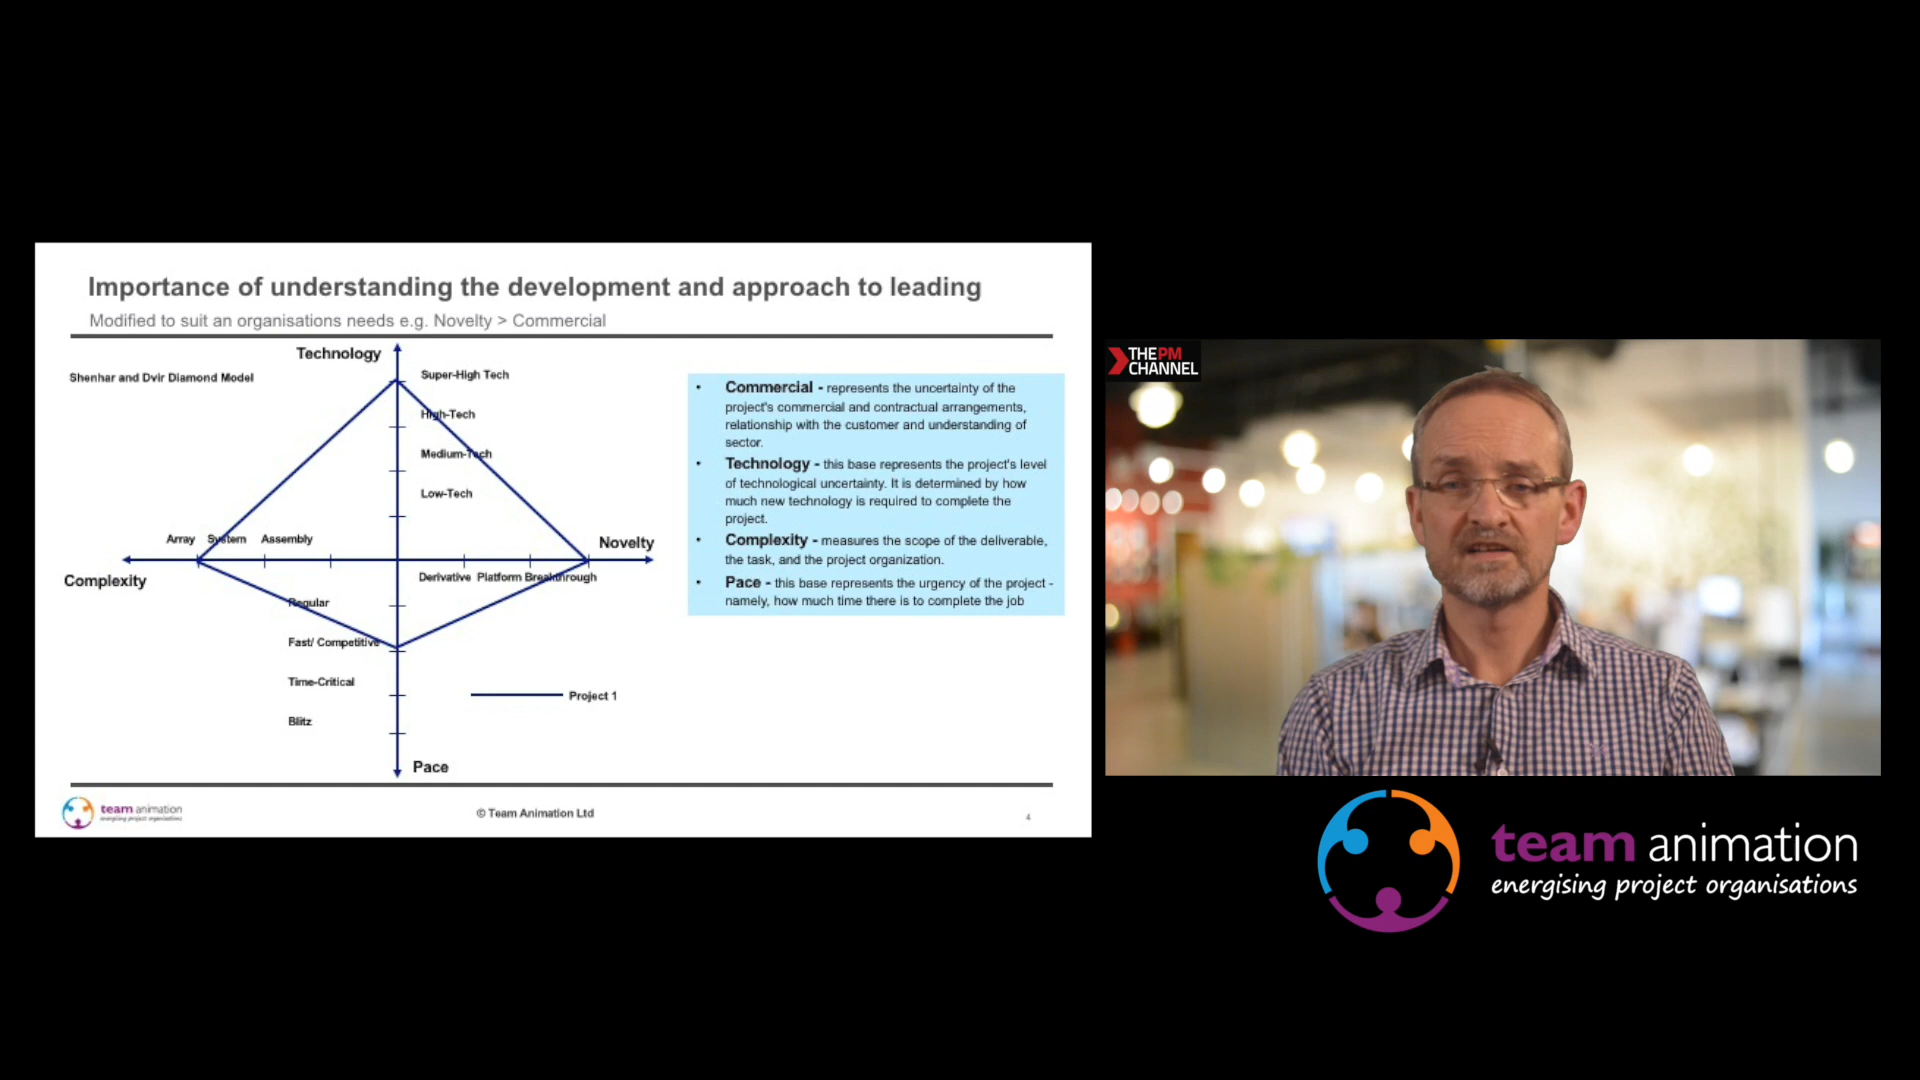 Importance of understanding the development and approach to leading
Modified to suit an organisations needs e.g. Novelty > Commercial
Technology
Shenhar and Dvir Diamond Model
Super-High Tech
High-Tech
Medium-Tech
Low-Tech
Array System Assembly
Novelty
Complexity
Derivative Platform Breakthrough
Regular
Fast/ Competitive
Time-Critical
Project 1
Blitz
Pace
• Commercial - represents the uncertainty of the
project's commercial and contractual arrangements,
relationship with the customer and understanding of
sector.
• Technology - this base represents the project's level
of technological uncertainty. It is determined by how
much new technology is required to complete the
project.
• Complexity - measures the scope of the deliverable,
the task, and the project organization.
• Pace - this base represents the urgency of the project -
namely, how much time there is to complete the job
team animation
energising project organisations
© Team Animation Ltd
4
THEPM
CHANNEL
team animation
energising project organisations